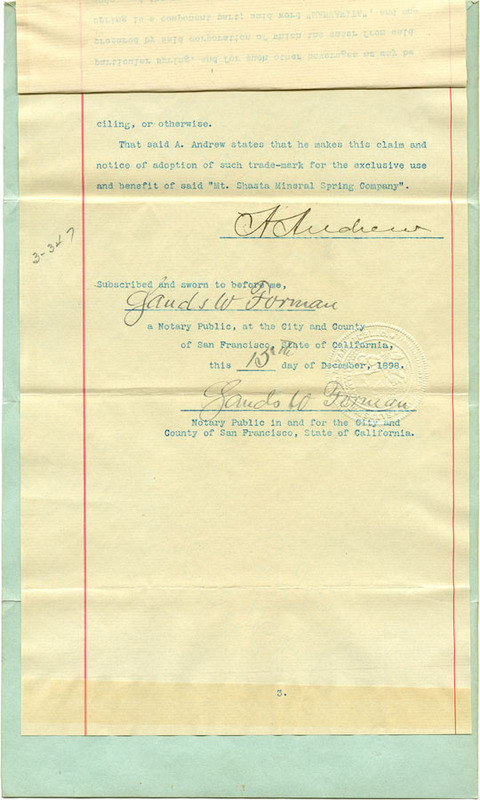 ciling, or otherwise.
That said A. Andrew states that he makes this claim and
notice of adoption of such trade-mark for the exclusive use
and benefit of said "Mt. Shasta Mineral Spring Company".
A Andrew
3-347
Subscribed and sworn to before me,
Sands W Forman
a Notary Public, at the City and County
of San Francisco, State of California,
this 13th day of December, 1898.
Sands W Forman
Notary Public in and for the City and
County of San Francisco, State of California.
3.